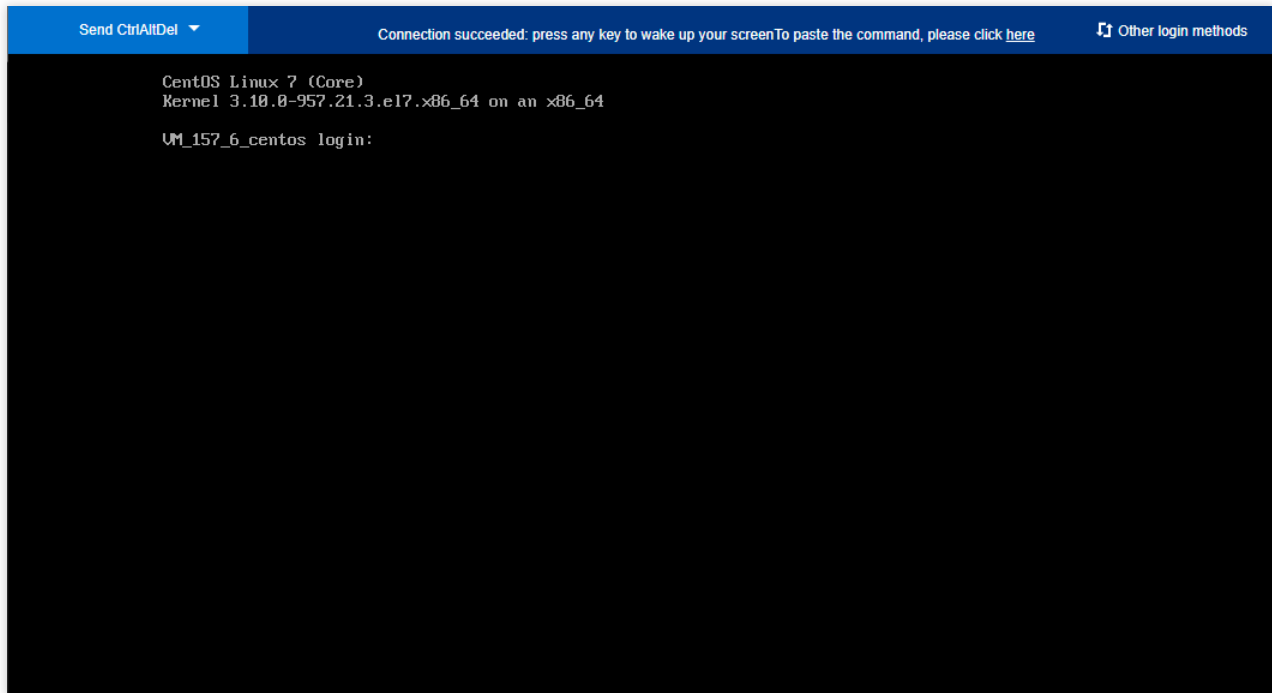 Send CtrlAltDel
Connection succeeded: press any key to wake up your screenTo paste the command, please click here
Other login methods
CentOS Linux 7 (Core)
Kernel 3.10.0-957.21.3.el7.x86_64 on an x86_64
VM_157_6_centos login: